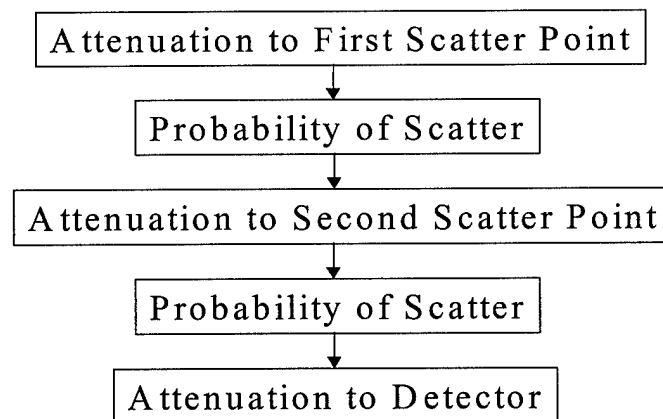 Attenuation to First Scatter Point
Probability of Scatter
Attenuation to Second Scatter Point
Probability of Scatter
Attenuation to Detector